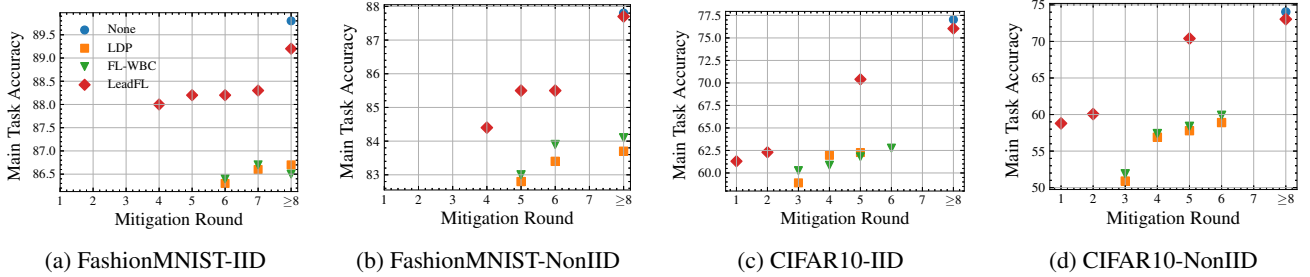 Main Task Accuracy
89.5
89.0
88.5
88.0
87.5
87.0
86.5
None
LDP
FL-WBC
LeadFL
1 2 3 4 5 6 7 ≥8
Mitigation Round
(a) FashionMNIST-IID
Main Task Accuracy
88
87
86
85
84
83
1 2 3 4 5 6 7 ≥8
Mitigation Round
(b) FashionMNIST-NonIID
Main Task Accuracy
77.5
75.0
72.5
70.0
67.5
65.0
62.5
60.0
1 2 3 4 5 6 7 ≥8
Mitigation Round
(c) CIFAR10-IID
Main Task Accuracy
75
70
65
60
55
50
1 2 3 4 5 6 7 ≥8
Mitigation Round
(d) CIFAR10-NonIID